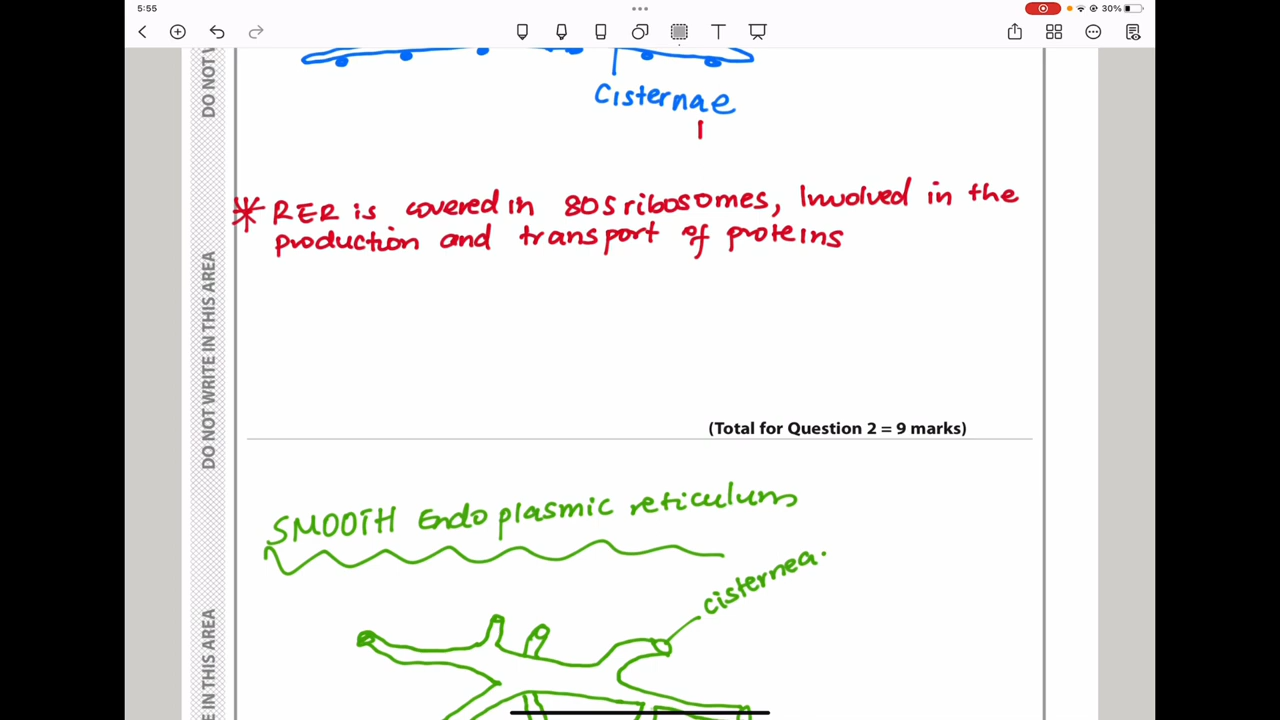 5:55
30%
DO NOT W
Cisternae
* RER is covered in 80S ribosomes, Involved in the
production and transport of proteins
DO NOT WRITE IN THIS AREA
(Total for Question 2 = 9 marks)
SMOOTH Endoplasmic reticulum
cisternea.
E IN THIS AREA